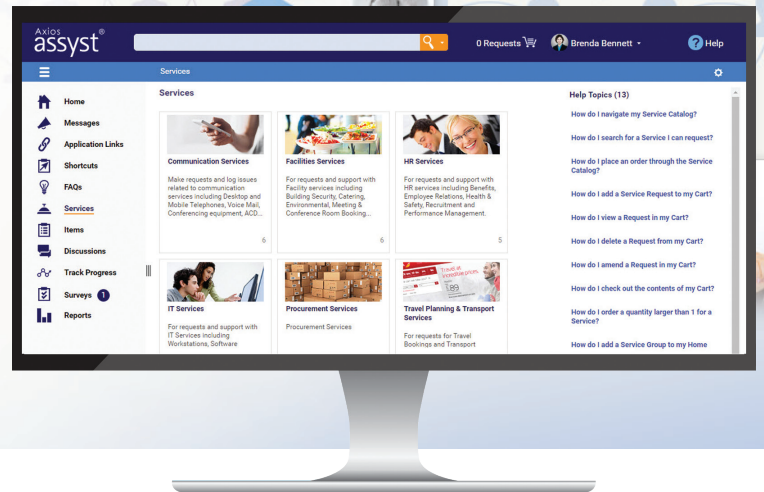 Axios
assyst®
0 Requests
Brenda Bennett
Help
Services
Home
Messages
Application Links
Shortcuts
FAQs
Services
Items
Discussions
Track Progress
Surveys 1
Reports
Services
Communication Services
Make requests and log issues
related to communication
services including Desktop and
Mobile Telephones, Voice Mail,
Conferencing equipment, ACD...
6
Facilities Services
For requests and support with
Facility services including
Building Security, Catering,
Environmental, Meeting &
Conference Room Booking...
6
HR Services
For requests and support with
HR services including Benefits,
Employee Relations, Health &
Safety, Recruitment and
Performance Management.
5
IT Services
For requests and support with
IT Services including
Workstations, Software
Procurement Services
Procurement Services
Travel at
incredible prices
£89
Travel Planning & Transport
Services
For requests for Travel
Bookings and Transport
Help Topics (13)
How do I navigate my Service Catalog?
How do I search for a Service I can request?
How do I place an order through the Service
Catalog?
How do I add a Service Request to my Cart?
How do I view a Request in my Cart?
How do I delete a Request from my Cart?
How do I amend a Request in my Cart?
How do I check out the contents of my Cart?
How do I order a quantity larger than 1 for a
Service?
How do I add a Service Group to my Home